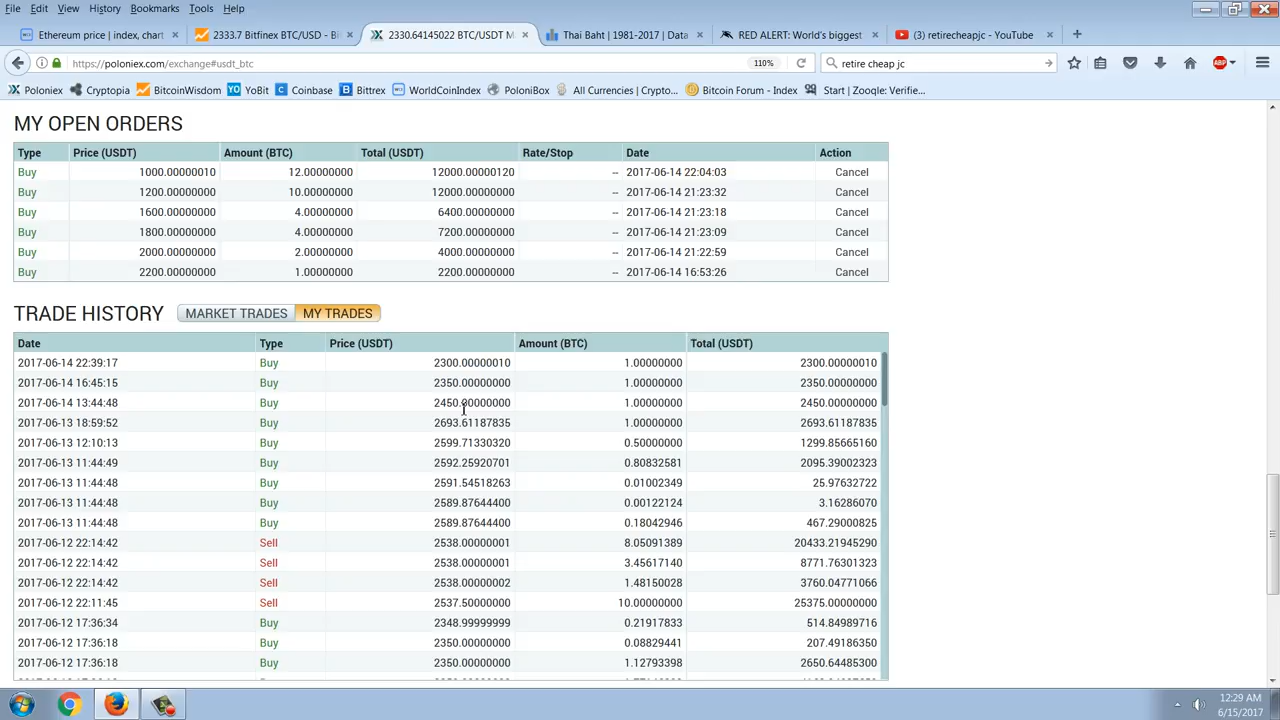 File Edit View History Bookmarks Tools Help
Ethereum price | index, chart × 2333.7 Bitfinex BTC/USD - Bi × 2330.64145022 BTC/USDT M × Thai Baht | 1981-2017 | Data × RED ALERT: World's biggest × (3) retirecheapjc - YouTube × +
https://poloniex.com/exchange#usdt_btc 110% retire cheap jc ABP
Poloniex Cryptopia BitcoinWisdom YO YoBit Coinbase Bittrex WorldCoinIndex PoloniBox All Currencies | Crypto... Bitcoin Forum - Index Start | Zooqle: Verifie...
MY OPEN ORDERS
Type Price (USDT) Amount (BTC) Total (USDT) Rate/Stop Date Action
Buy 1000.00000010 12.00000000 12000.00000120 -- 2017-06-14 22:04:03 Cancel
Buy 1200.00000000 10.00000000 12000.00000000 -- 2017-06-14 21:23:32 Cancel
Buy 1600.00000000 4.00000000 6400.00000000 -- 2017-06-14 21:23:18 Cancel
Buy 1800.00000000 4.00000000 7200.00000000 -- 2017-06-14 21:23:09 Cancel
Buy 2000.00000000 2.00000000 4000.00000000 -- 2017-06-14 21:22:59 Cancel
Buy 2200.00000000 1.00000000 2200.00000000 -- 2017-06-14 16:53:26 Cancel
TRADE HISTORY MARKET TRADES MY TRADES
Date Type Price (USDT) Amount (BTC) Total (USDT)
2017-06-14 22:39:17 Buy 2300.00000010 1.00000000 2300.00000010
2017-06-14 16:45:15 Buy 2350.00000000 1.00000000 2350.00000000
2017-06-14 13:44:48 Buy 2450.00000000 1.00000000 2450.00000000
2017-06-13 18:59:52 Buy 2693.61187835 1.00000000 2693.61187835
2017-06-13 12:10:13 Buy 2599.71330320 0.50000000 1299.85665160
2017-06-13 11:44:49 Buy 2592.25920701 0.80832581 2095.39002323
2017-06-13 11:44:48 Buy 2591.54518263 0.01002349 25.97632722
2017-06-13 11:44:48 Buy 2589.87644400 0.00122124 3.16286070
2017-06-13 11:44:48 Buy 2589.87644400 0.18042946 467.29000825
2017-06-12 22:14:42 Sell 2538.00000001 8.05091389 20433.21945290
2017-06-12 22:14:42 Sell 2538.00000001 3.45617140 8771.76301323
2017-06-12 22:14:42 Sell 2538.00000002 1.48150028 3760.04771066
2017-06-12 22:11:45 Sell 2537.50000000 10.00000000 25375.00000000
2017-06-12 17:36:34 Buy 2348.99999999 0.21917833 514.84989716
2017-06-12 17:36:18 Buy 2350.00000000 0.08829441 207.49186350
2017-06-12 17:36:18 Buy 2350.00000000 1.12793398 2650.64485300
12:29 AM
6/15/2017